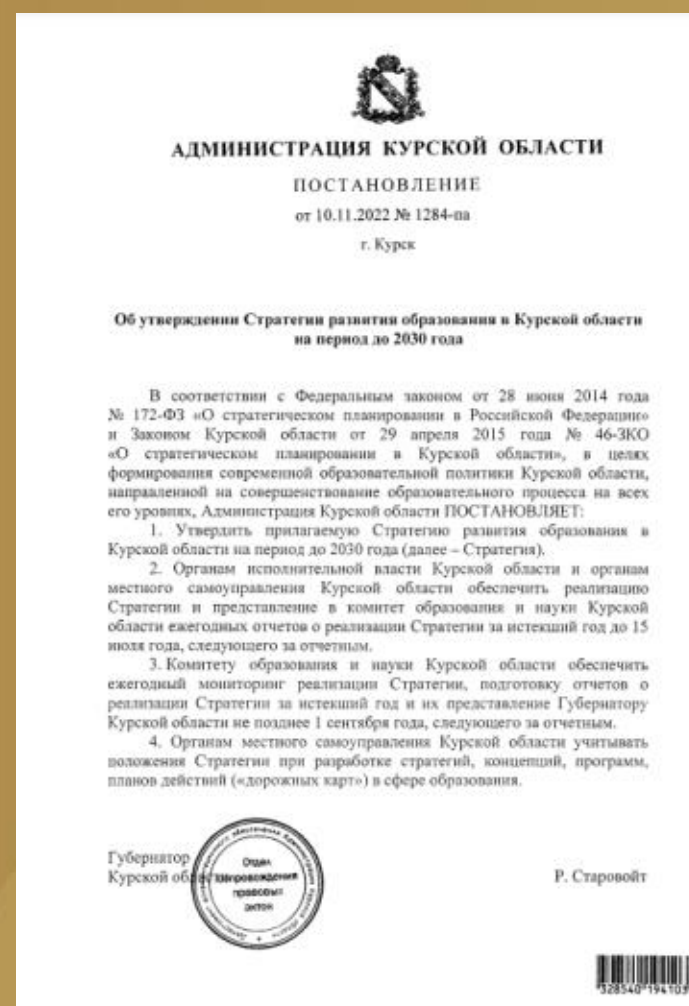 АДМИНИСТРАЦИЯ КУРСКОЙ ОБЛАСТИ
ПОСТАНОВЛЕНИЕ
от 10.11.2022 № 1284-па
г. Курск
Об утверждении Стратегии развития образования в Курской области
на период до 2030 года
В соответствии с Федеральным законом от 28 июня 2014 года
№ 172-ФЗ «О стратегическом планировании в Российской Федерации»
и Законом Курской области от 29 апреля 2015 года № 46-ЗКО
«О стратегическом планировании в Курской области», в целях
формирования современной образовательной политики Курской области,
направленной на совершенствование образовательного процесса на всех
его уровнях, Администрация Курской области ПОСТАНОВЛЯЕТ:
1. Утвердить прилагаемую Стратегию развития образования в
Курской области на период до 2030 года (далее – Стратегия).
2. Органам исполнительной власти Курской области и органам
местного самоуправления Курской области обеспечить реализацию
Стратегии и представление в комитет образования и науки Курской
области ежегодных отчетов о реализации Стратегии за истекший год до 15
июля года, следующего за отчетным.
3. Комитету образования и науки Курской области обеспечить
ежегодный мониторинг реализации Стратегии, подготовку отчетов о
реализации Стратегии за истекший год и их представление Губернатору
Курской области не позднее 1 сентября года, следующего за отчетным.
4. Органам местного самоуправления Курской области учитывать
положения Стратегии при разработке стратегий, концепций, программ,
планов действий («дорожных карт») в сфере образования.
Губернатор
Курской об
Р. Старовойт
Отдел
сопровождения
правовых
актов